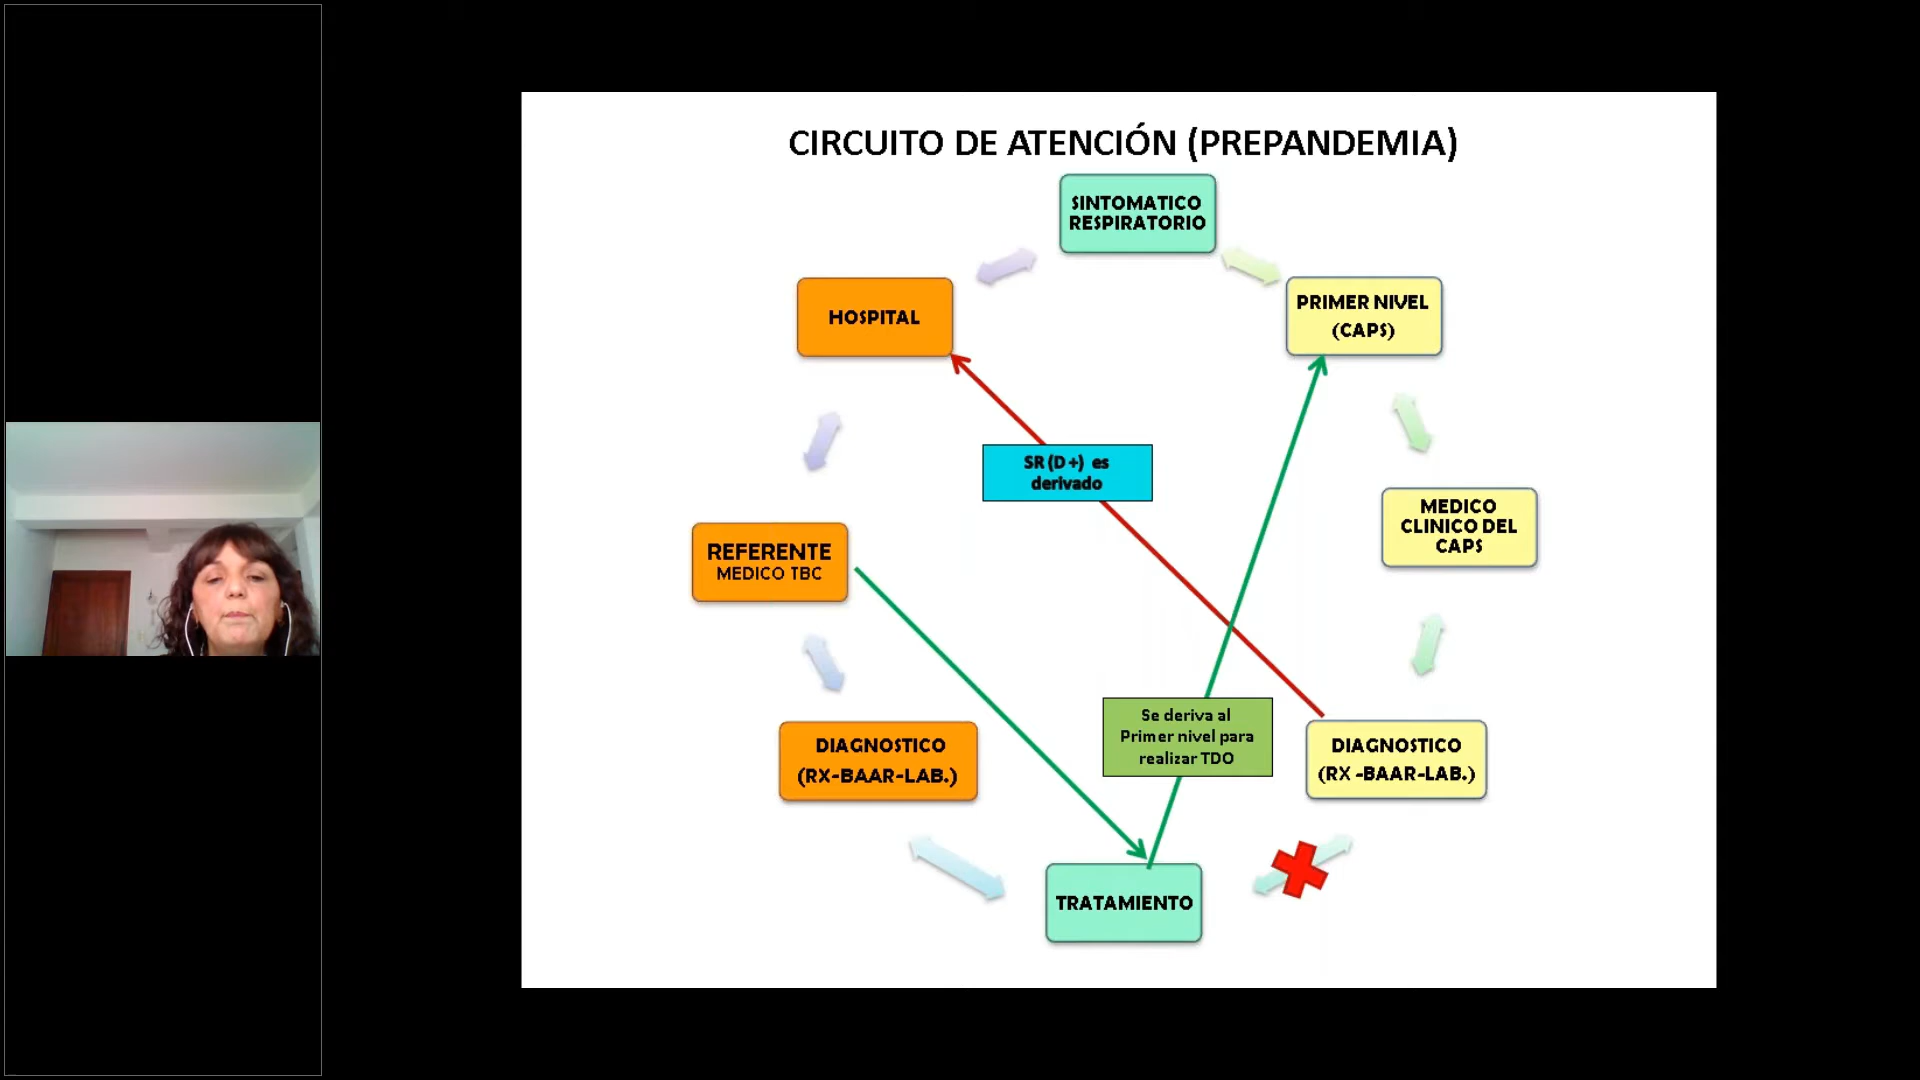 CIRCUITO DE ATENCIÓN (PREPANDEMIA)
SINTOMATICO
RESPIRATORIO
HOSPITAL
PRIMER NIVEL
(CAPS)
SR (D +) es
derivado
MEDICO
CLINICO DEL
CAPS
REFERENTE
MEDICO TBC
Se deriva al
Primer nivel para
realizar TDO
DIAGNOSTICO
(RX-BAAR-LAB.)
DIAGNOSTICO
(RX -BAAR-LAB.)
TRATAMIENTO